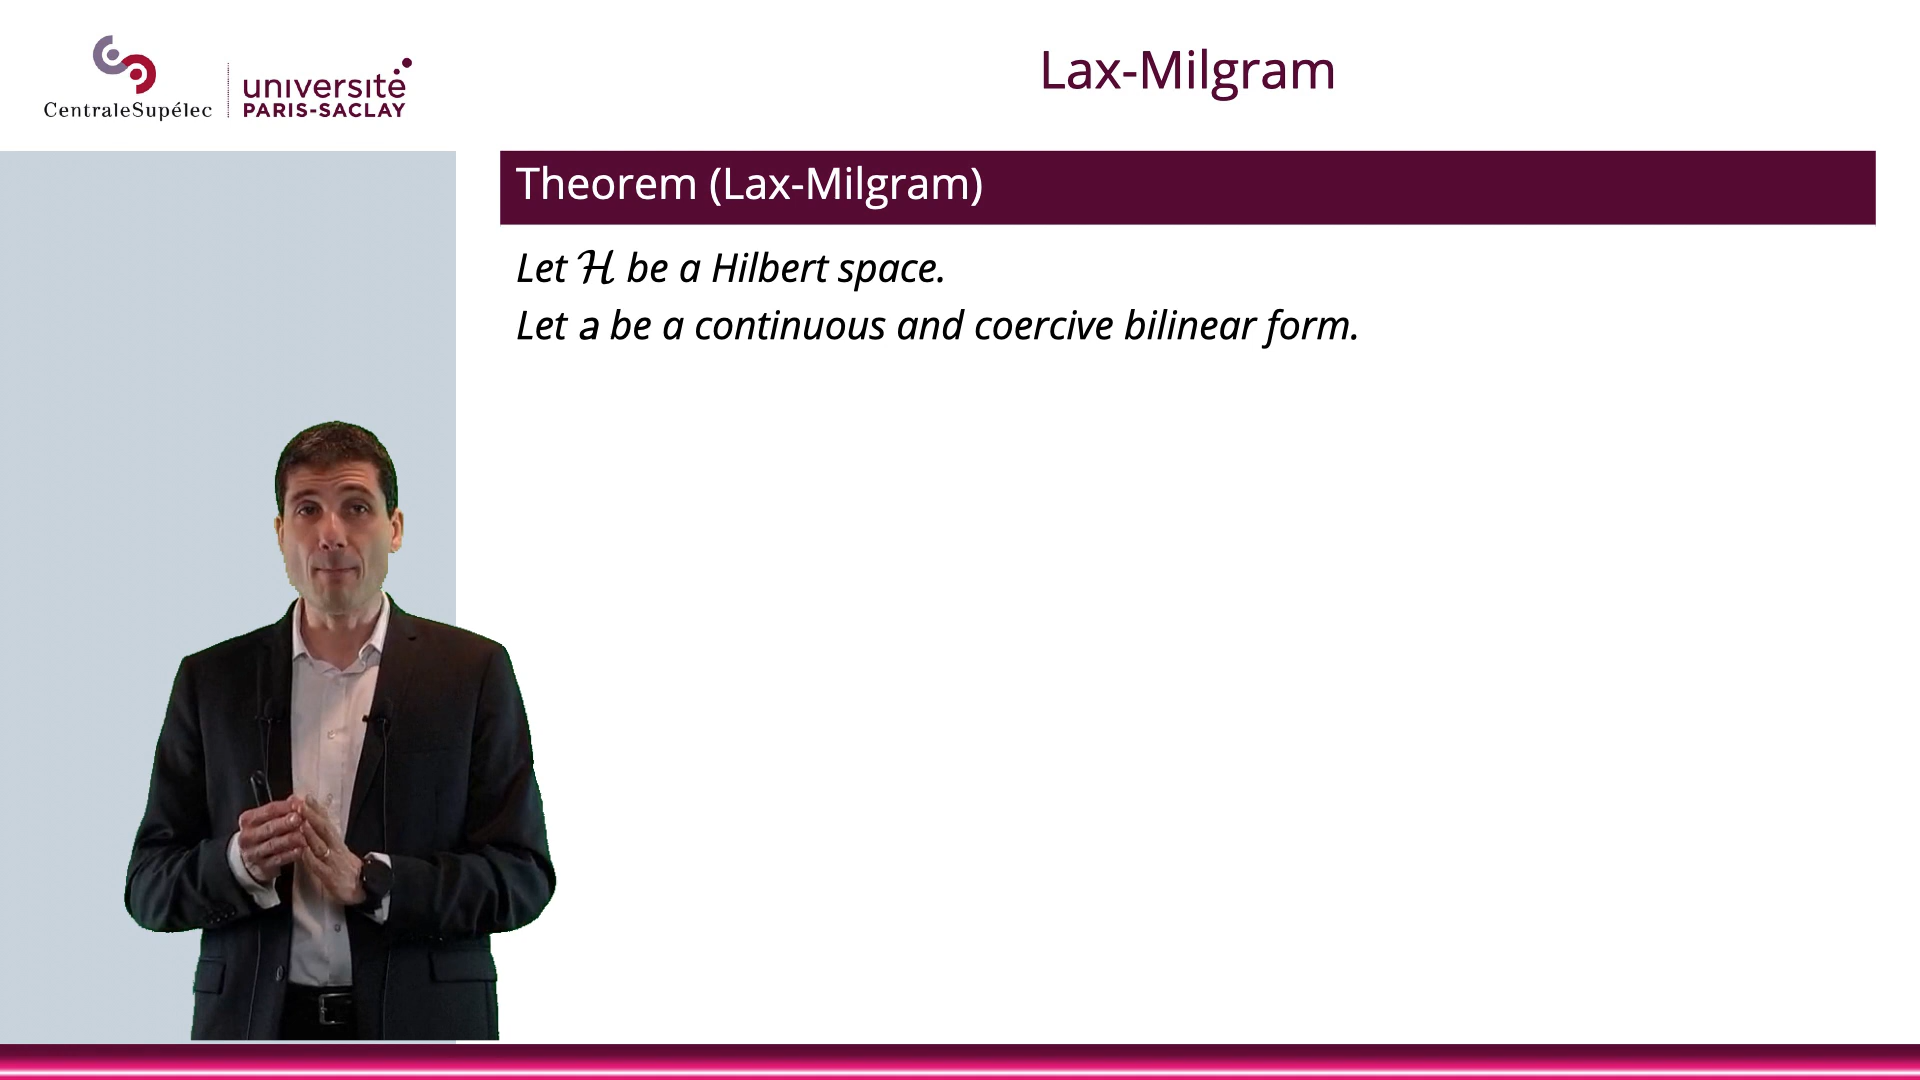 Lax-Milgram
CentraleSupélec
université
PARIS-SACLAY
Theorem (Lax-Milgram)
Let ℋ be a Hilbert space.
Let a be a continuous and coercive bilinear form.